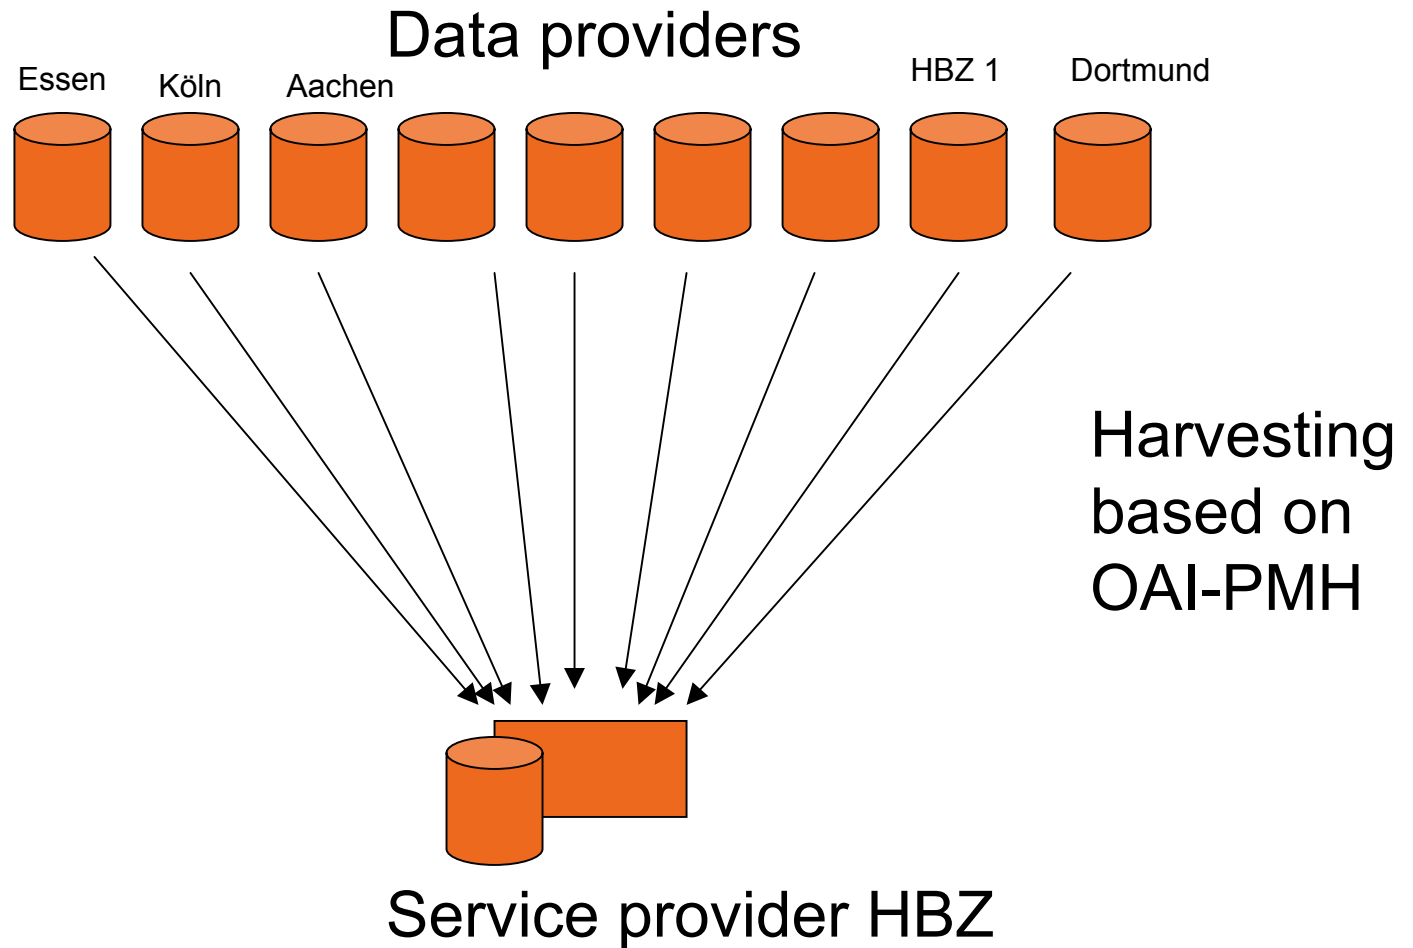 Data providers
Essen
Köln
Aachen
HBZ 1
Dortmund
Harvesting
based on
OAI-PMH
Service provider HBZ